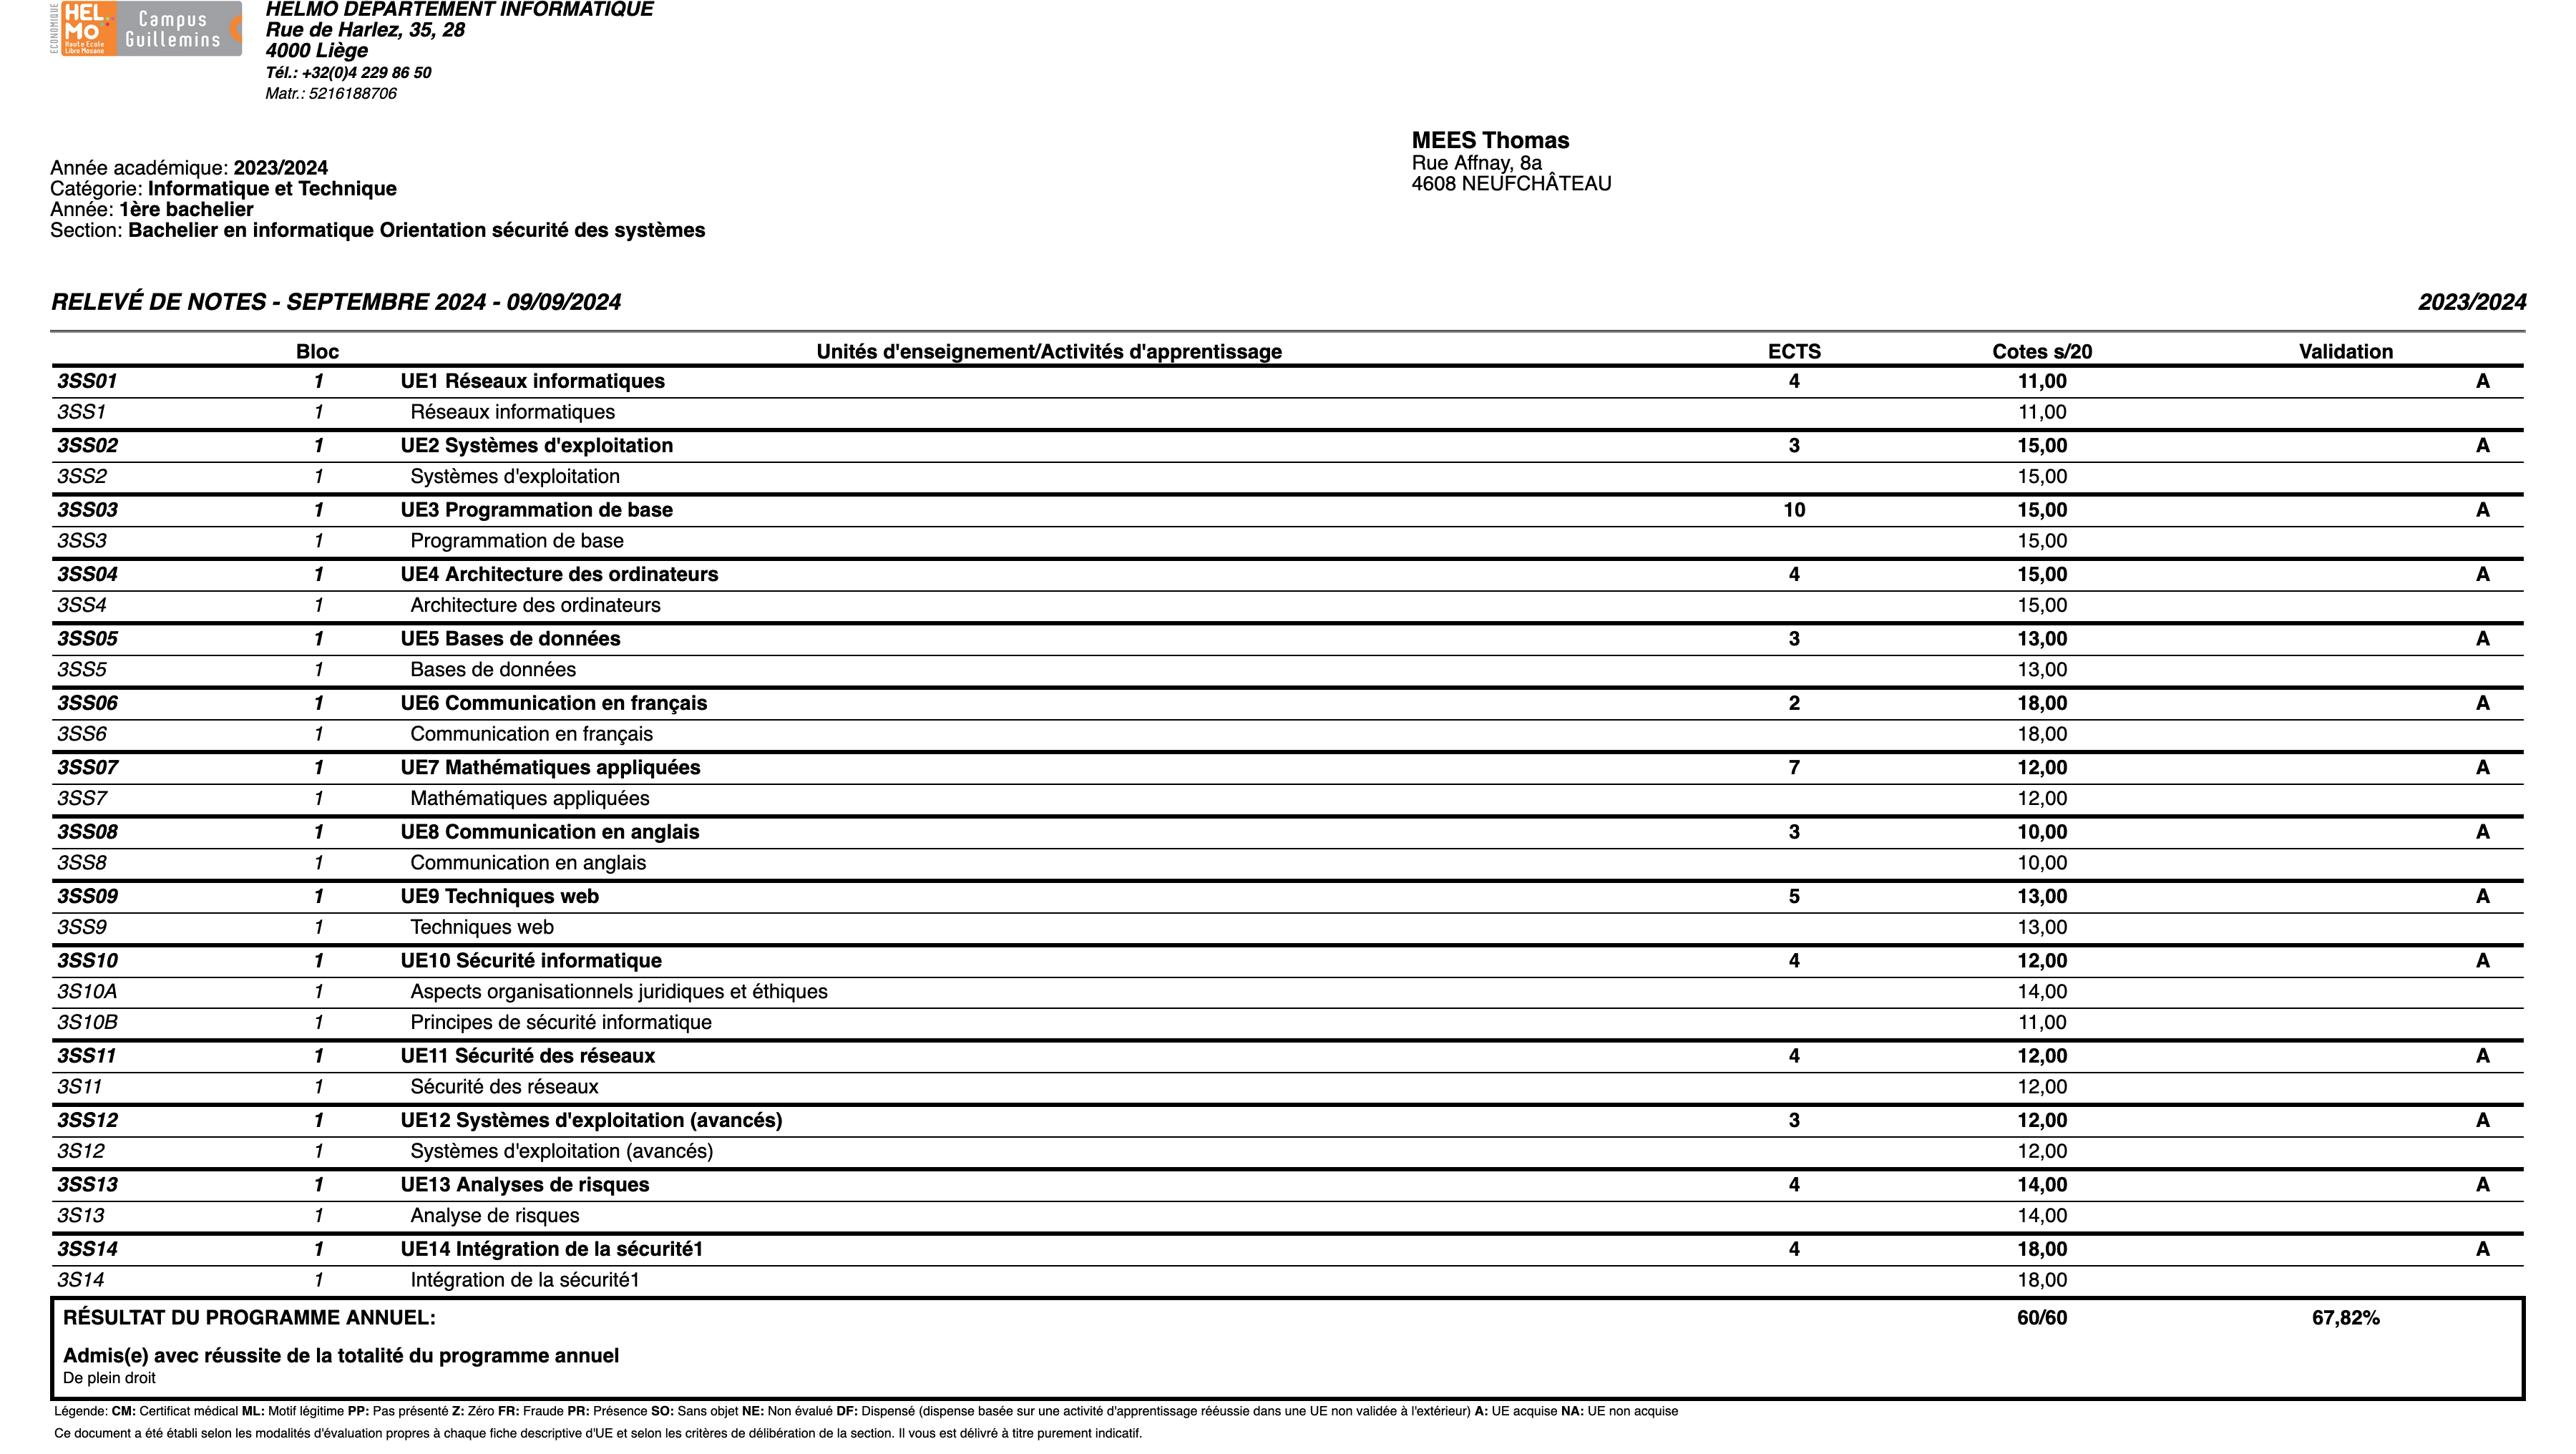 ECONOMIQUE
HEL
MO
Haute Ecole
Libre Mosane
Campus
Guillemins
HELMO DEPARTEMENT INFORMATIQUE
Rue de Harlez, 35, 28
4000 Liège
Tél.: +32(0)4 229 86 50
Matr.: 5216188706
MEES Thomas
Rue Affnay, 8a
4608 NEUFCHÂTEAU
Année académique: 2023/2024
Catégorie: Informatique et Technique
Année: 1ère bachelier
Section: Bachelier en informatique Orientation sécurité des systèmes
RELEVÉ DE NOTES - SEPTEMBRE 2024 - 09/09/2024 2023/2024
Bloc Unités d'enseignement/Activités d'apprentissage ECTS Cotes s/20 Validation
3SS01 1 UE1 Réseaux informatiques 4 11,00 A
3SS1 1 Réseaux informatiques 11,00
3SS02 1 UE2 Systèmes d'exploitation 3 15,00 A
3SS2 1 Systèmes d'exploitation 15,00
3SS03 1 UE3 Programmation de base 10 15,00 A
3SS3 1 Programmation de base 15,00
3SS04 1 UE4 Architecture des ordinateurs 4 15,00 A
3SS4 1 Architecture des ordinateurs 15,00
3SS05 1 UE5 Bases de données 3 13,00 A
3SS5 1 Bases de données 13,00
3SS06 1 UE6 Communication en français 2 18,00 A
3SS6 1 Communication en français 18,00
3SS07 1 UE7 Mathématiques appliquées 7 12,00 A
3SS7 1 Mathématiques appliquées 12,00
3SS08 1 UE8 Communication en anglais 3 10,00 A
3SS8 1 Communication en anglais 10,00
3SS09 1 UE9 Techniques web 5 13,00 A
3SS9 1 Techniques web 13,00
3SS10 1 UE10 Sécurité informatique 4 12,00 A
3S10A 1 Aspects organisationnels juridiques et éthiques 14,00
3S10B 1 Principes de sécurité informatique 11,00
3SS11 1 UE11 Sécurité des réseaux 4 12,00 A
3S11 1 Sécurité des réseaux 12,00
3SS12 1 UE12 Systèmes d'exploitation (avancés) 3 12,00 A
3S12 1 Systèmes d'exploitation (avancés) 12,00
3SS13 1 UE13 Analyses de risques 4 14,00 A
3S13 1 Analyse de risques 14,00
3SS14 1 UE14 Intégration de la sécurité1 4 18,00 A
3S14 1 Intégration de la sécurité1 18,00
RÉSULTAT DU PROGRAMME ANNUEL: 60/60 67,82%
Admis(e) avec réussite de la totalité du programme annuel
De plein droit
Légende: CM: Certificat médical ML: Motif légitime PP: Pas présenté Z: Zéro FR: Fraude PR: Présence SO: Sans objet NE: Non évalué DF: Dispensé (dispense basée sur une activité d'apprentissage rééussie dans une UE non validée à l'extérieur) A: UE acquise NA: UE non acquise
Ce document a été établi selon les modalités d'évaluation propres à chaque fiche descriptive d'UE et selon les critères de délibération de la section. Il vous est délivré à titre purement indicatif.